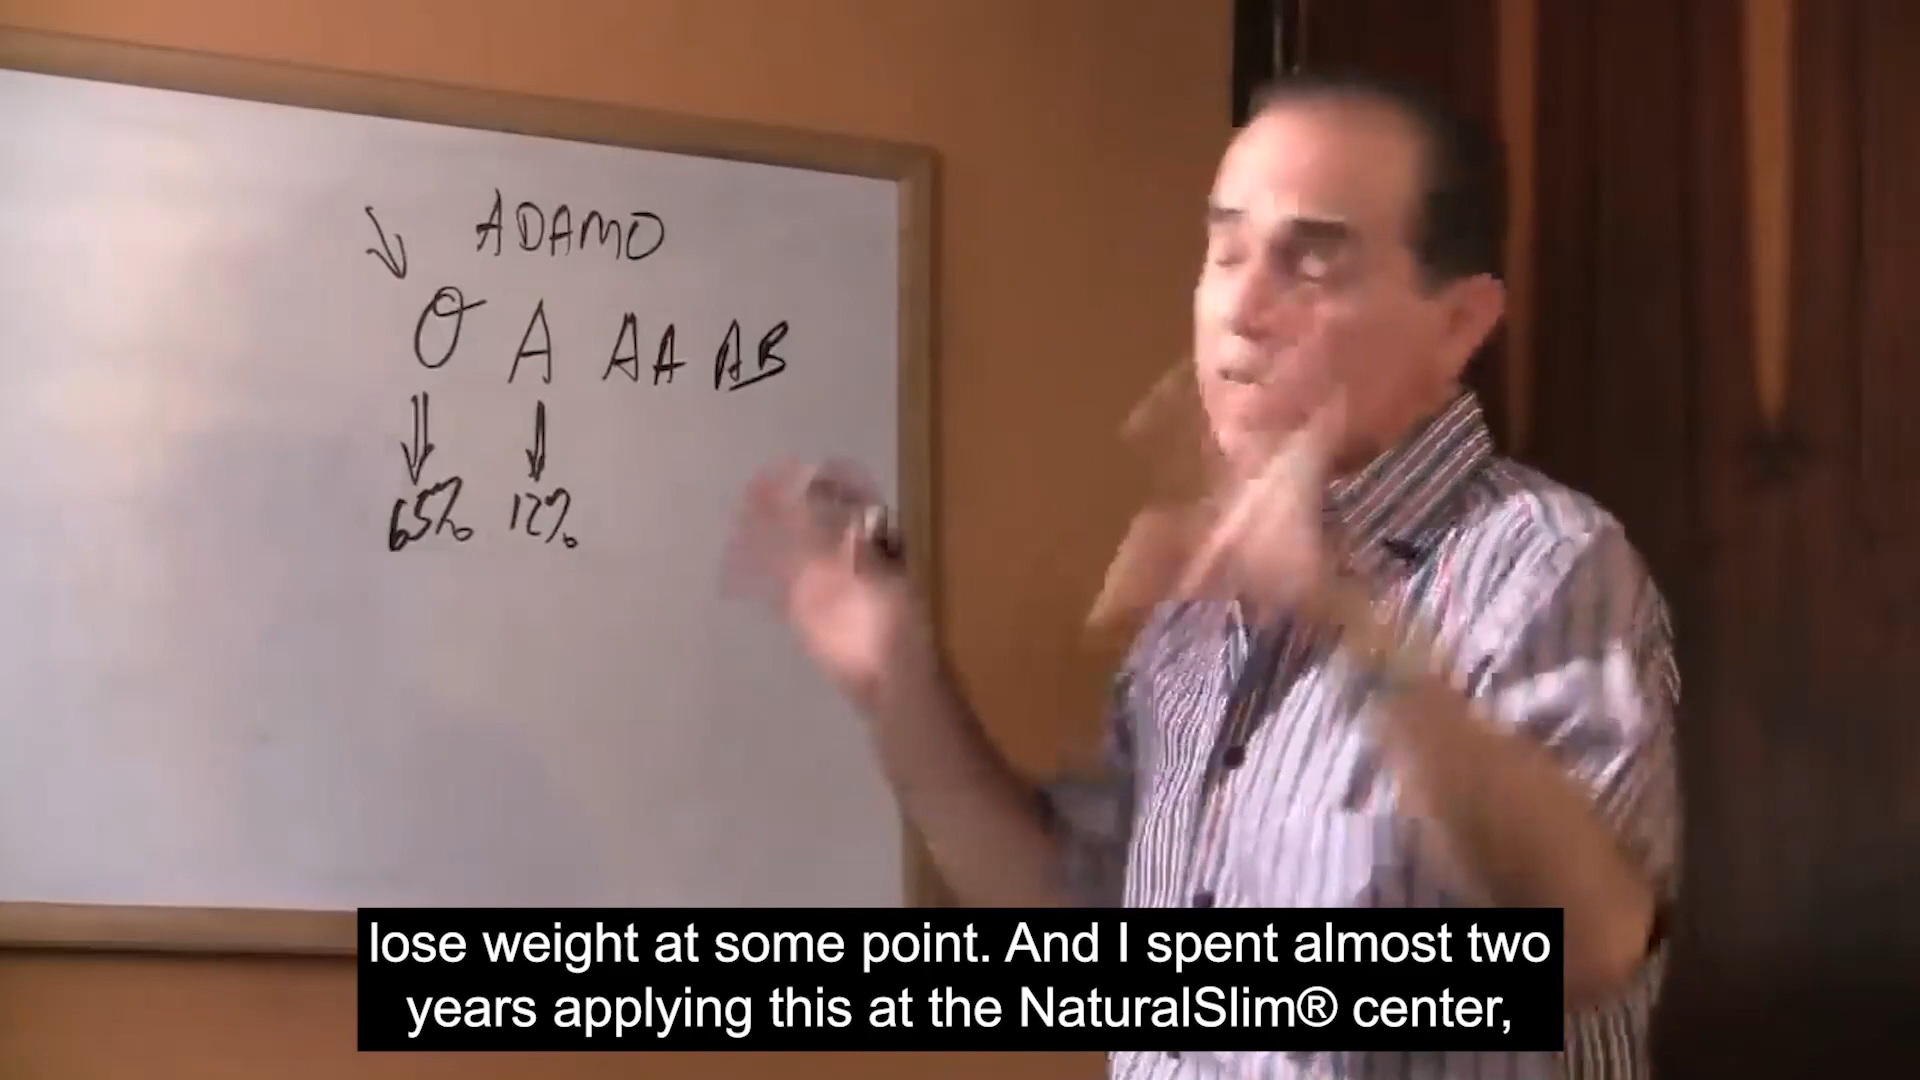 ADAMO
O A AA AB
65% 12%
lose weight at some point. And I spent almost two
years applying this at the NaturalSlim® center,